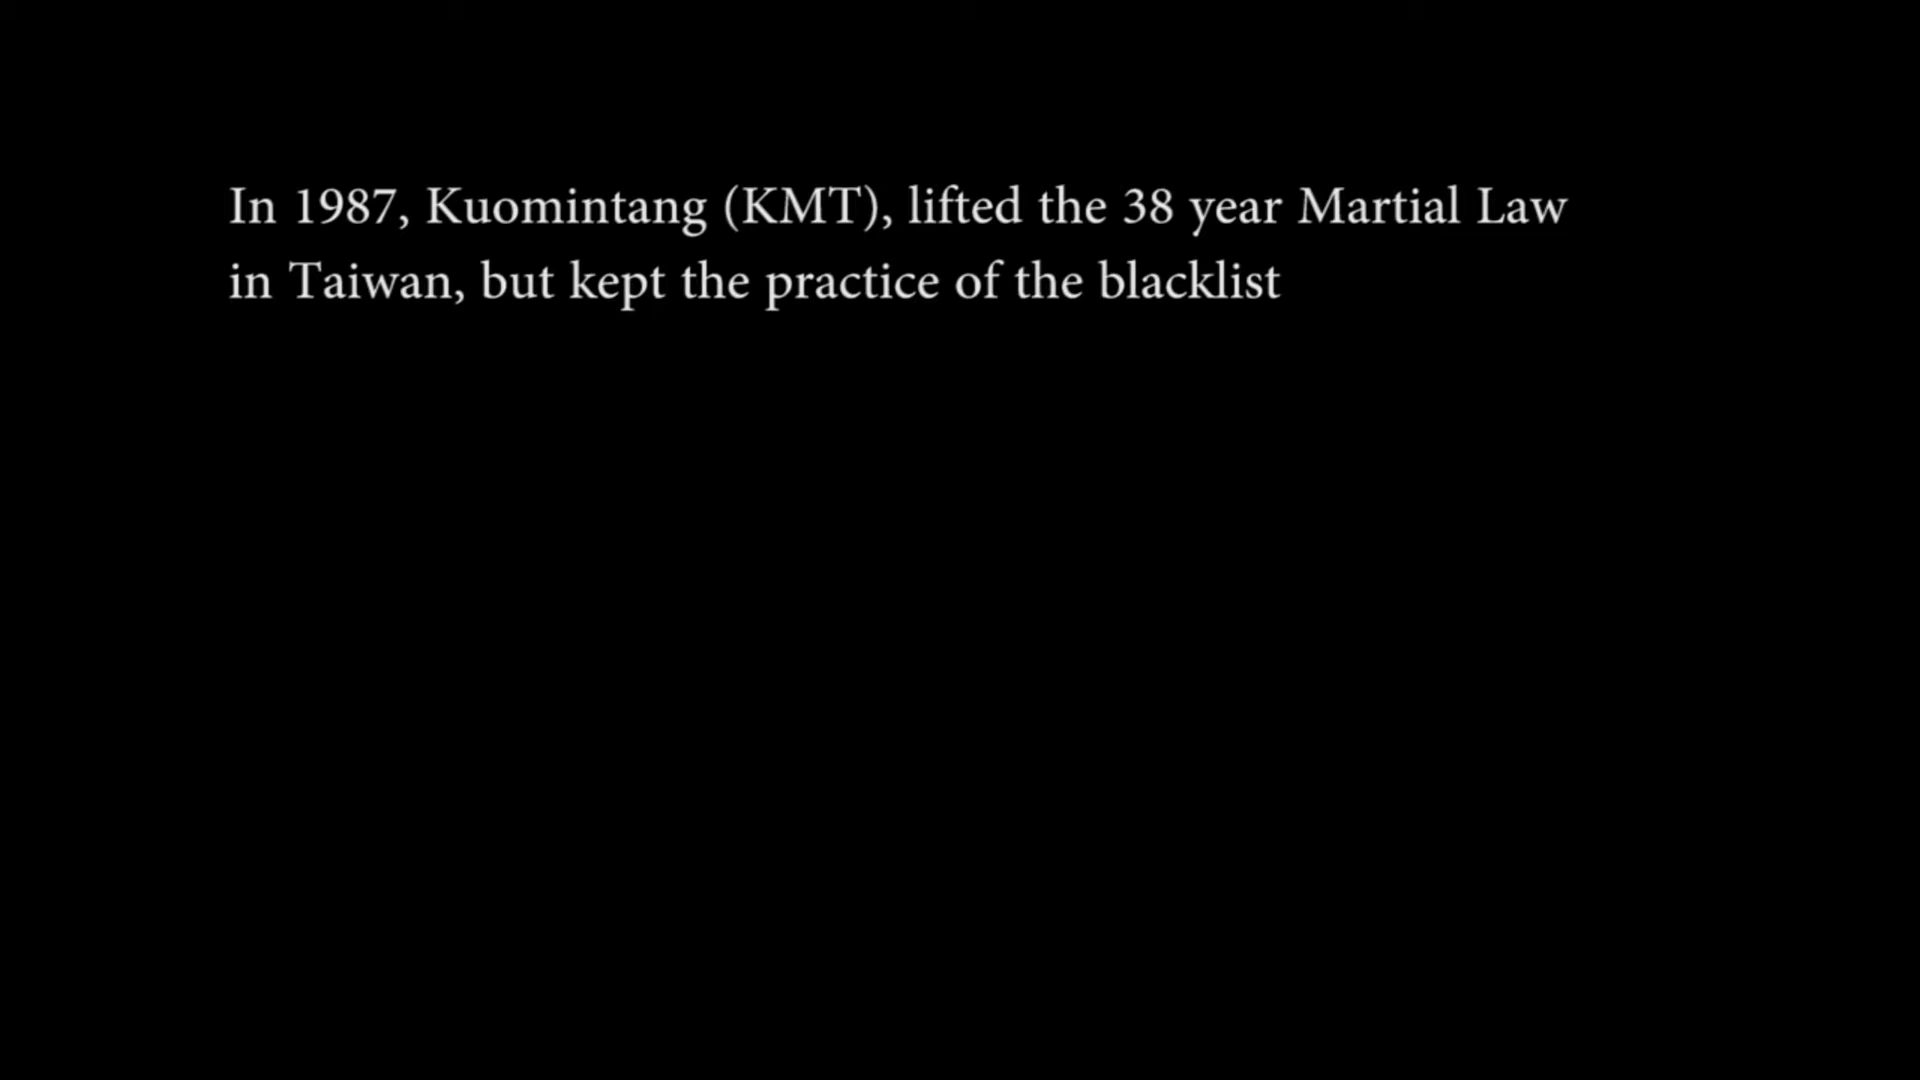 In 1987, Kuomintang (KMT), lifted the 38 year Martial Law
in Taiwan, but kept the practice of the blacklist